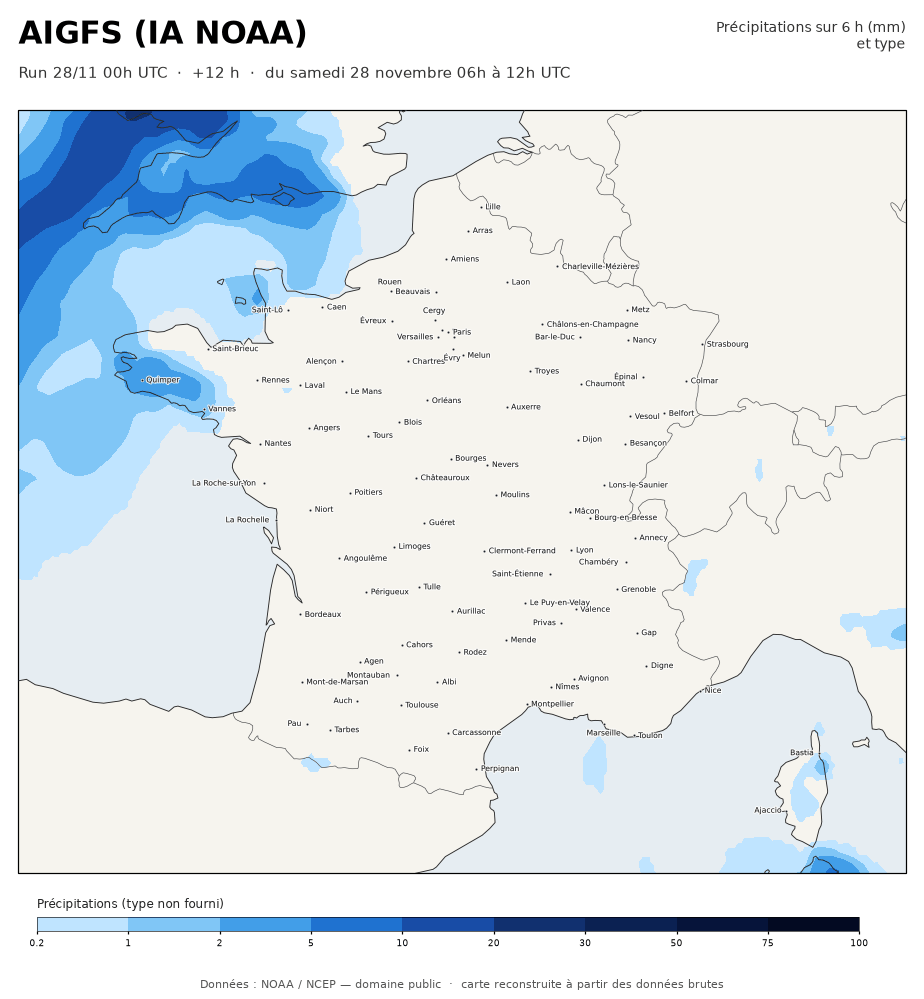 AIGFS (IA NOAA)
Précipitations sur 6 h (mm)
et type
Run 28/11 00h UTC · +12 h · du samedi 28 novembre 06h à 12h UTC
Lille
Arras
Amiens
Charleville-Mézières
Rouen
Laon
Beauvais
Caen
Saint-Lô
Cergy
Metz
Évreux
Châlons-en-Champagne
Paris
Versailles
Bar-le-Duc
Nancy
Strasbourg
Saint-Brieuc
Évry
Melun
Alençon
Chartres
Troyes
Épinal
Quimper
Rennes
Laval
Chaumont
Colmar
Le Mans
Orléans
Auxerre
Vannes
Belfort
Vesoul
Blois
Angers
Tours
Dijon
Nantes
Besançon
Bourges
Nevers
Châteauroux
La Roche-sur-Yon
Lons-le-Saunier
Poitiers
Moulins
Niort
Mâcon
Bourg-en-Bresse
La Rochelle
Guéret
Annecy
Limoges
Clermont-Ferrand
Lyon
Angoulême
Chambéry
Saint-Étienne
Tulle
Grenoble
Périgueux
Le Puy-en-Velay
Valence
Aurillac
Bordeaux
Privas
Gap
Mende
Cahors
Rodez
Agen
Digne
Montauban
Avignon
Mont-de-Marsan
Albi
Nîmes
Nice
Auch
Toulouse
Montpellier
Pau
Tarbes
Carcassonne
Marseille
Toulon
Foix
Bastia
Perpignan
Ajaccio
Précipitations (type non fourni)
0.2 1 2 5 10 20 30 50 75 100
Données : NOAA / NCEP — domaine public · carte reconstruite à partir des données brutes